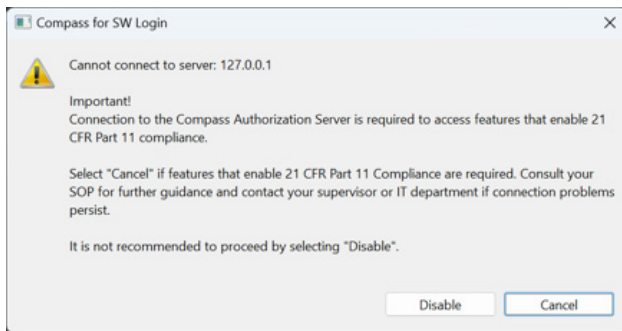 Compass for SW Login
Cannot connect to server: 127.0.0.1
Important!
Connection to the Compass Authorization Server is required to access features that enable 21
CFR Part 11 compliance.
Select "Cancel" if features that enable 21 CFR Part 11 Compliance are required. Consult your
SOP for further guidance and contact your supervisor or IT department if connection problems
persist.
It is not recommended to proceed by selecting "Disable".
Disable
Cancel